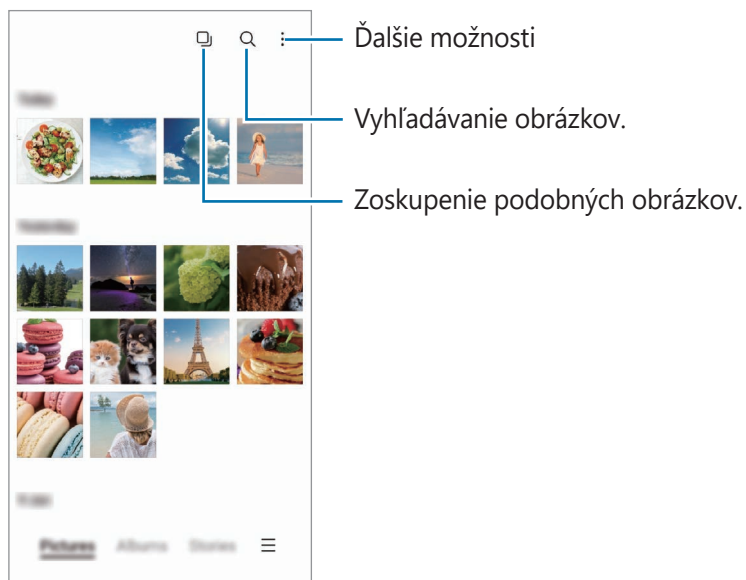 Ďalšie možnosti
Vyhľadávanie obrázkov.
Zoskupenie podobných obrázkov.
Pictures
Albums
Stories